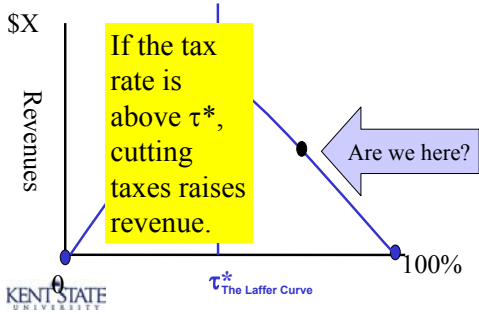 $X
Revenues
If the tax
rate is
above τ*,
cutting
taxes raises
revenue.
Are we here?
0
τ*
The Laffer Curve
100%
KENT STATE
UNIVERSITY